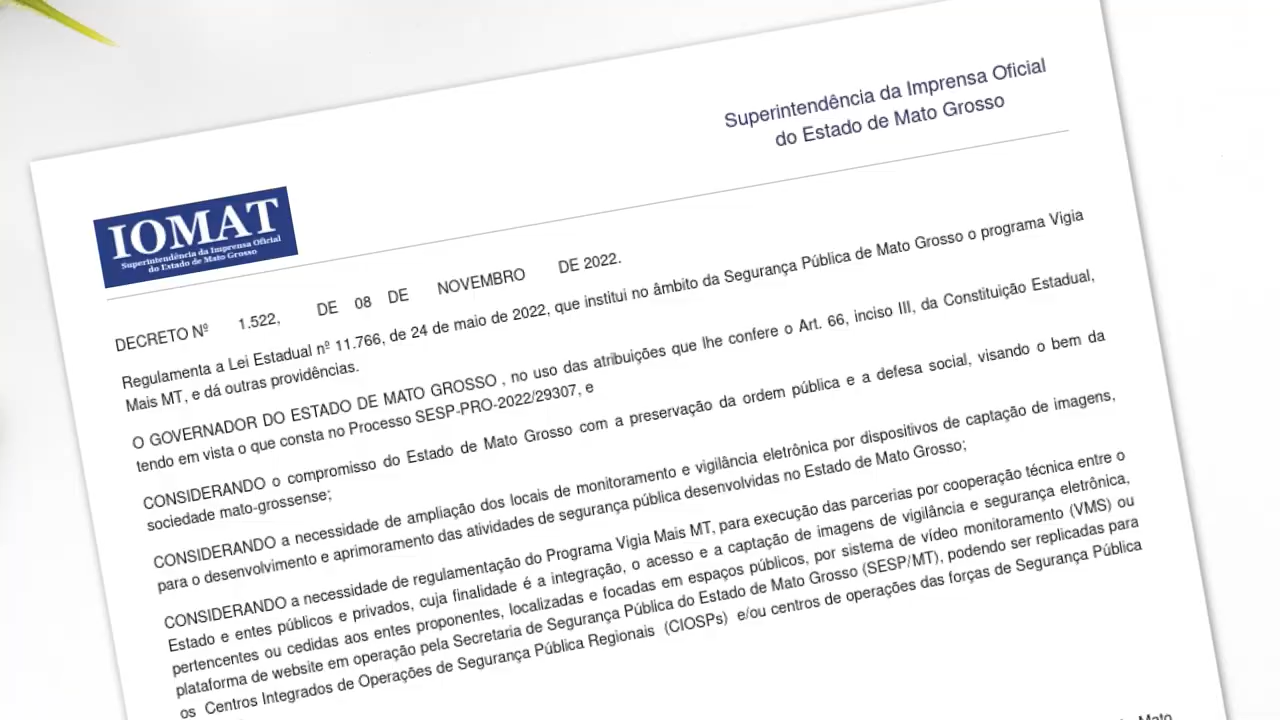 Superintendência da Imprensa Oficial
do Estado de Mato Grosso
IOMAT
Superintendência da Imprensa Oficial
do Estado de Mato Grosso
DECRETO Nº 1.522, DE 08 DE NOVEMBRO DE 2022.
Regulamenta a Lei Estadual nº 11.766, de 24 de maio de 2022, que institui no âmbito da Segurança Pública de Mato Grosso o programa Vigia
Mais MT, e dá outras providências.
O GOVERNADOR DO ESTADO DE MATO GROSSO , no uso das atribuições que lhe confere o Art. 66, inciso III, da Constituição Estadual,
tendo em vista o que consta no Processo SESP-PRO-2022/29307, e
CONSIDERANDO o compromisso do Estado de Mato Grosso com a preservação da ordem pública e a defesa social, visando o bem da
sociedade mato-grossense;
CONSIDERANDO a necessidade de ampliação dos locais de monitoramento e vigilância eletrônica por dispositivos de captação de imagens,
para o desenvolvimento e aprimoramento das atividades de segurança pública desenvolvidas no Estado de Mato Grosso;
CONSIDERANDO a necessidade de regulamentação do Programa Vigia Mais MT, para execução das parcerias por cooperação técnica entre o
Estado e entes públicos e privados, cuja finalidade é a integração, o acesso e a captação de imagens de vigilância e segurança eletrônica,
pertencentes ou cedidas aos entes proponentes, localizadas e focadas em espaços públicos, por sistema de vídeo monitoramento (VMS) ou
plataforma de website em operação pela Secretaria de Segurança Pública do Estado de Mato Grosso (SESP/MT), podendo ser replicadas para
os Centros Integrados de Operações de Segurança Pública Regionais (CIOSPs) e/ou centros de operações das forças de Segurança Pública
Mato